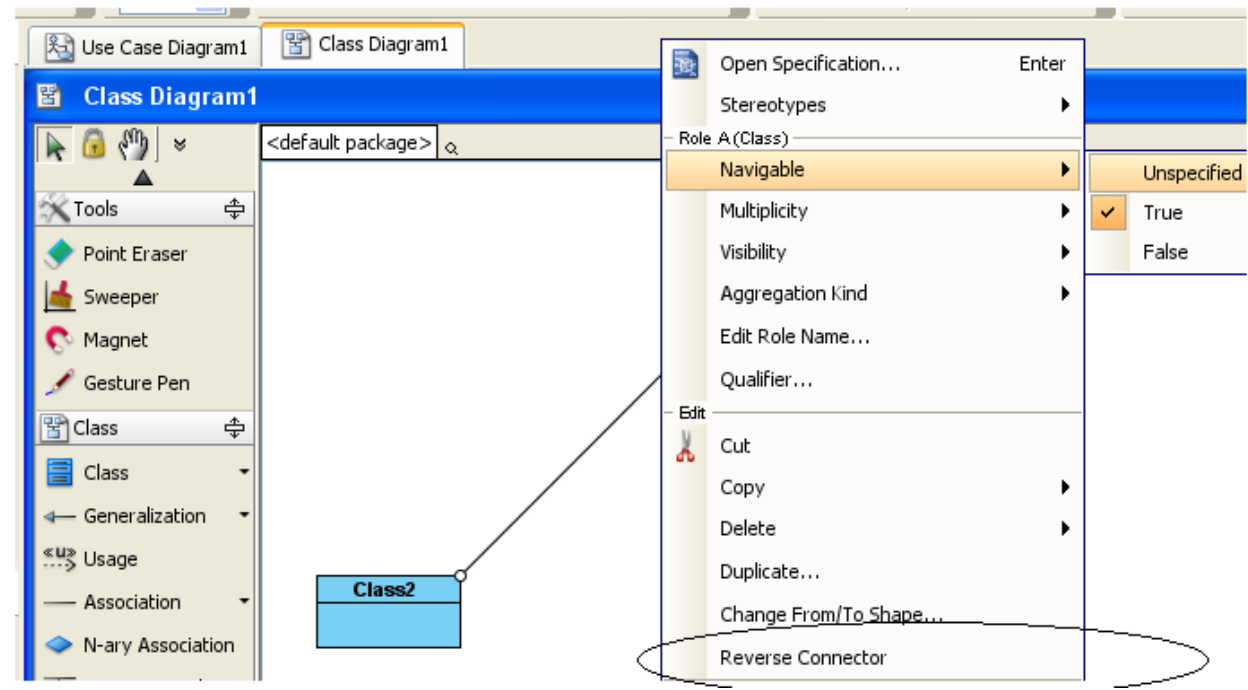 Use Case Diagram1
Class Diagram1
Class Diagram1
<default package>
Tools
Point Eraser
Sweeper
Magnet
Gesture Pen
Class
Class
Generalization
«U»
Usage
Association
N-ary Association
Class2
Open Specification... Enter
Stereotypes
Role A (Class)
Navigable
Multiplicity
Visibility
Aggregation Kind
Edit Role Name...
Qualifier...
Edit
Cut
Copy
Delete
Duplicate...
Change From/To Shape...
Reverse Connector
Unspecified
True
False